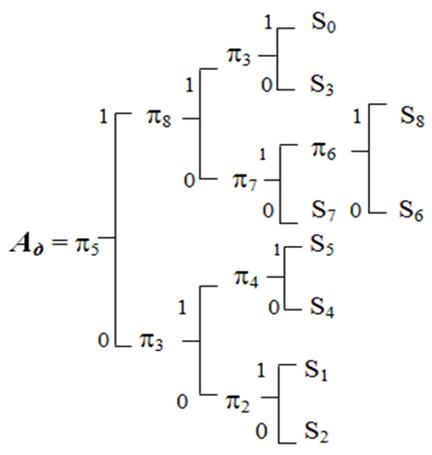 1 S₀
π₃
1 0 S₃
1 π₈ 1 π₆ 1 S₈
0 π₇
0 S₇ 0 S₆
A∂ = π₅
1 S₅
π₄
1 0 S₄
0 π₃
1 S₁
0 π₂
0 S₂